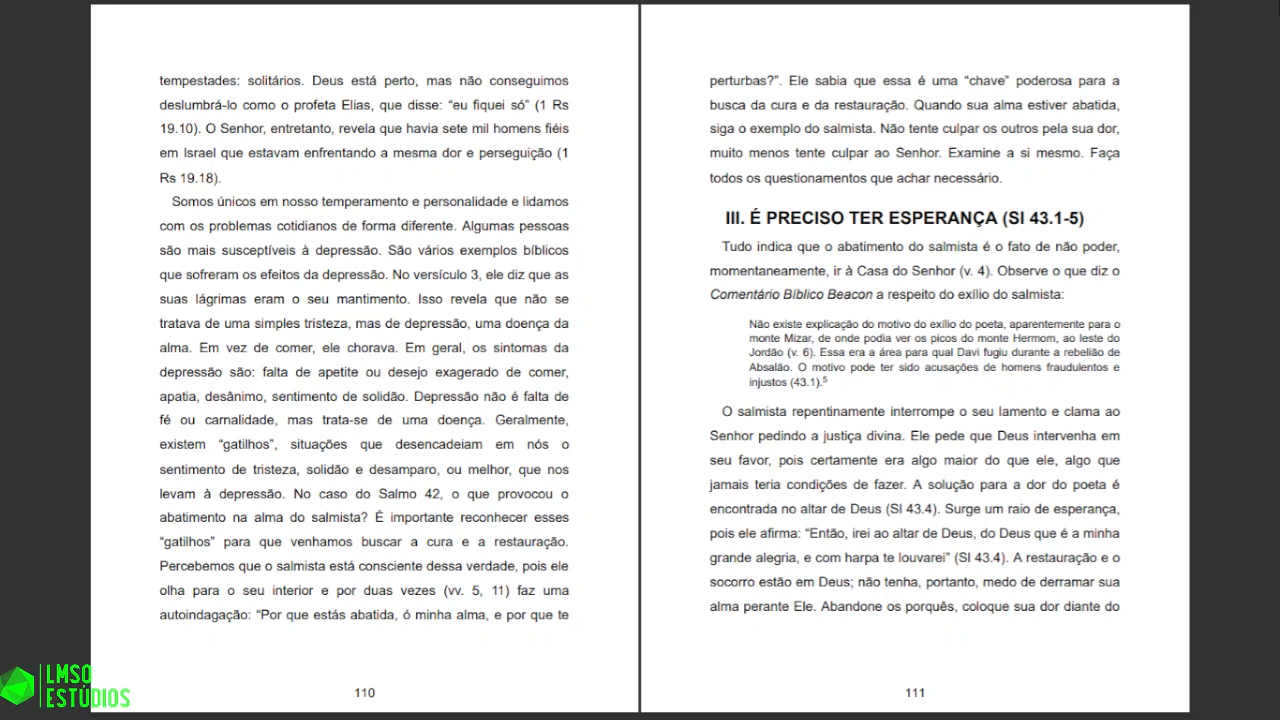 tempestades: solitários. Deus está perto, mas não conseguimos
deslumbrá-lo como o profeta Elias, que disse: “eu fiquei só” (1 Rs
19.10). O Senhor, entretanto, revela que havia sete mil homens fiéis
em Israel que estavam enfrentando a mesma dor e perseguição (1
Rs 19.18).
Somos únicos em nosso temperamento e personalidade e lidamos
com os problemas cotidianos de forma diferente. Algumas pessoas
são mais susceptíveis à depressão. São vários exemplos bíblicos
que sofreram os efeitos da depressão. No versículo 3, ele diz que as
suas lágrimas eram o seu mantimento. Isso revela que não se
tratava de uma simples tristeza, mas de depressão, uma doença da
alma. Em vez de comer, ele chorava. Em geral, os sintomas da
depressão são: falta de apetite ou desejo exagerado de comer,
apatia, desânimo, sentimento de solidão. Depressão não é falta de
fé ou carnalidade, mas trata-se de uma doença. Geralmente,
existem “gatilhos”, situações que desencadeiam em nós o
sentimento de tristeza, solidão e desamparo, ou melhor, que nos
levam à depressão. No caso do Salmo 42, o que provocou o
abatimento na alma do salmista? É importante reconhecer esses
“gatilhos” para que venhamos buscar a cura e a restauração.
Percebemos que o salmista está consciente dessa verdade, pois ele
olha para o seu interior e por duas vezes (vv. 5, 11) faz uma
autoindagação: “Por que estás abatida, ó minha alma, e por que te
110
perturbas?”. Ele sabia que essa é uma “chave” poderosa para a
busca da cura e da restauração. Quando sua alma estiver abatida,
siga o exemplo do salmista. Não tente culpar os outros pela sua dor,
muito menos tente culpar ao Senhor. Examine a si mesmo. Faça
todos os questionamentos que achar necessário.
III. É PRECISO TER ESPERANÇA (Sl 43.1-5)
Tudo indica que o abatimento do salmista é o fato de não poder,
momentaneamente, ir à Casa do Senhor (v. 4). Observe o que diz o
Comentário Bíblico Beacon a respeito do exílio do salmista:
Não existe explicação do motivo do exílio do poeta, aparentemente para o
monte Mizar, de onde podia ver os picos do monte Hermom, ao leste do
Jordão (v. 6). Essa era a área para qual Davi fugiu durante a rebelião de
Absalão. O motivo pode ter sido acusações de homens fraudulentos e
injustos (43.1).5
O salmista repentinamente interrompe o seu lamento e clama ao
Senhor pedindo a justiça divina. Ele pede que Deus intervenha em
seu favor, pois certamente era algo maior do que ele, algo que
jamais teria condições de fazer. A solução para a dor do poeta é
encontrada no altar de Deus (Sl 43.4). Surge um raio de esperança,
pois ele afirma: “Então, irei ao altar de Deus, do Deus que é a minha
grande alegria, e com harpa te louvarei” (Sl 43.4). A restauração e o
socorro estão em Deus; não tenha, portanto, medo de derramar sua
alma perante Ele. Abandone os porquês, coloque sua dor diante do
111
LMSO
ESTÚDIOS